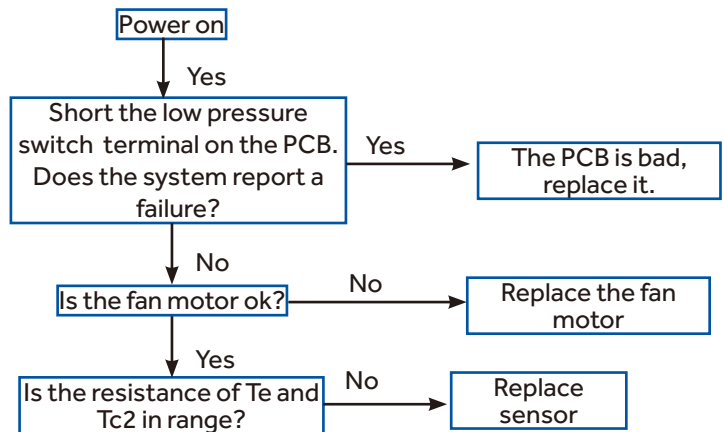 Power on
Yes
Short the low pressure
switch terminal on the PCB.
Does the system report a
failure?
Yes
The PCB is bad,
replace it.
No
Is the fan motor ok?
No
Replace the fan
motor
Yes
Is the resistance of Te and
Tc2 in range?
No
Replace
sensor